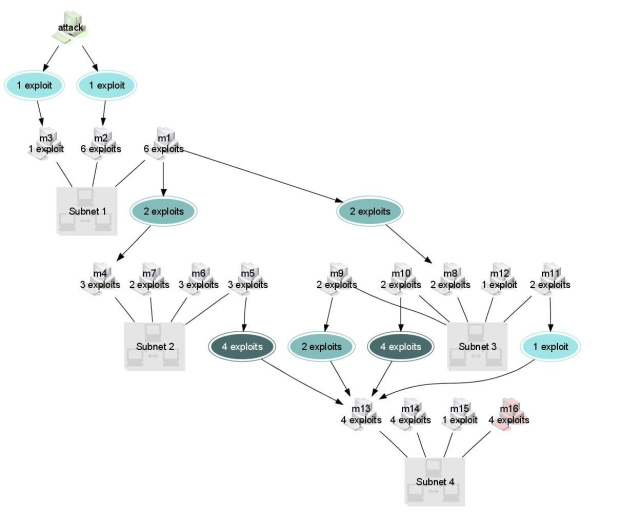 attack
1 exploit
1 exploit
m3
1 exploit
m2
6 exploits
m1
6 exploits
Subnet 1
2 exploits
2 exploits
m4
3 exploits
m7
2 exploits
m6
3 exploits
m5
3 exploits
m9
2 exploits
m10
2 exploits
m8
2 exploits
m12
1 exploit
m11
2 exploits
Subnet 2
4 exploits
2 exploits
4 exploits
Subnet 3
1 exploit
m13
4 exploits
m14
4 exploits
m15
1 exploit
m16
4 exploits
Subnet 4